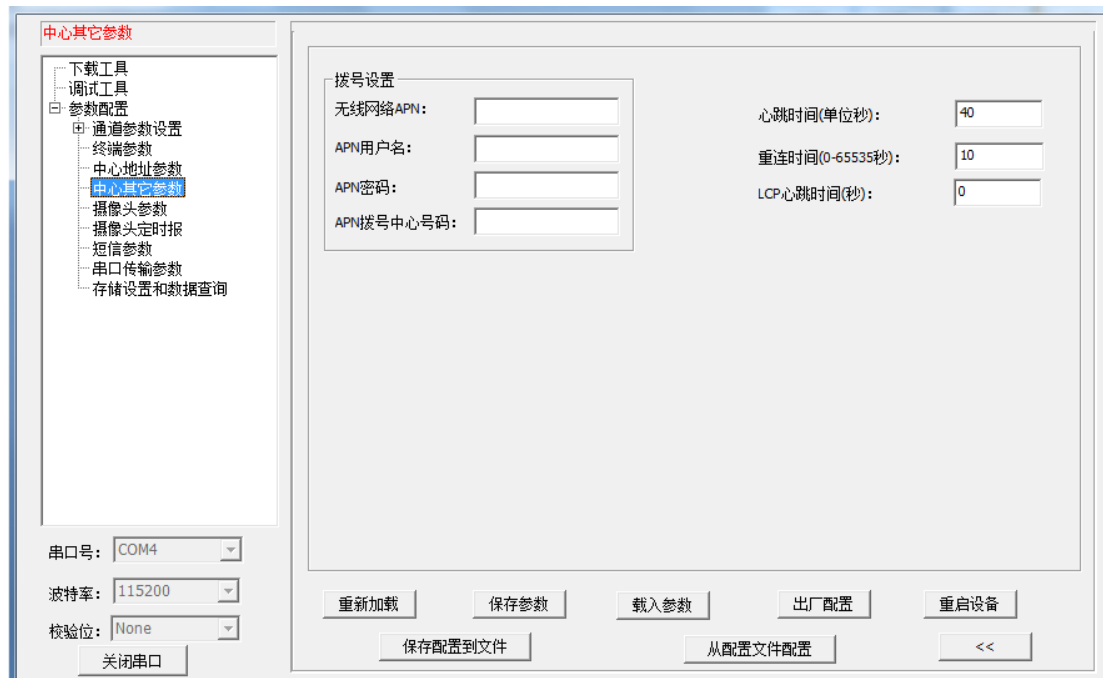 中心其它参数
下载工具
调试工具
参数配置
通道参数设置
终端参数
中心地址参数
中心其它参数
摄像头参数
摄像头定时报
短信参数
串口传输参数
存储设置和数据查询
串口号: COM4
波特率: 115200
校验位: None
关闭串口
拨号设置
无线网络APN:
APN用户名:
APN密码:
APN拨号中心号码:
心跳时间(单位秒): 40
重连时间(0-65535秒): 10
LCP心跳时间(秒): 0
重新加载 保存参数 载入参数 出厂配置 重启设备
保存配置到文件 从配置文件配置 <<